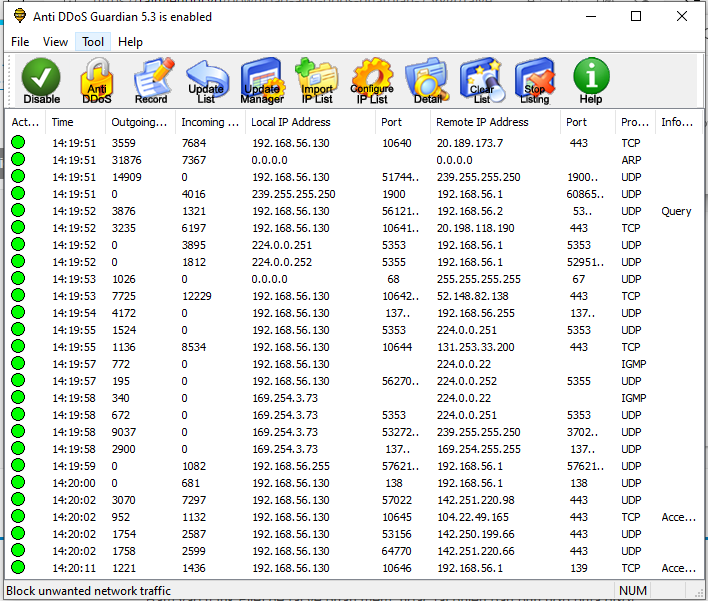 Anti DDoS Guardian 5.3 is enabled
File View Tool Help
Disable Anti DDoS Record Update List Update Manager Import IP List Configure IP List Detail Clear List Stop Listing Help
Act... Time Outgoing... Incoming ... Local IP Address Port Remote IP Address Port Pro... Info...
14:19:51 3559 7684 192.168.56.130 10640 20.189.173.7 443 TCP
14:19:51 31876 7367 0.0.0.0 0.0.0.0 ARP
14:19:51 14909 0 192.168.56.130 51744.. 239.255.255.250 1900.. UDP
14:19:51 0 4016 239.255.255.250 1900 192.168.56.1 60865.. UDP
14:19:52 3876 1321 192.168.56.130 56121.. 192.168.56.2 53.. UDP Query
14:19:52 3235 6197 192.168.56.130 10641.. 20.198.118.190 443 TCP
14:19:52 0 3895 224.0.0.251 5353 192.168.56.1 5353 UDP
14:19:52 0 1812 224.0.0.252 5355 192.168.56.1 52951.. UDP
14:19:53 1026 0 0.0.0.0 68 255.255.255.255 67 UDP
14:19:53 7725 12229 192.168.56.130 10642.. 52.148.82.138 443 TCP
14:19:54 4172 0 192.168.56.130 137.. 192.168.56.255 137.. UDP
14:19:55 1524 0 192.168.56.130 5353 224.0.0.251 5353 UDP
14:19:55 1136 8534 192.168.56.130 10644 131.253.33.200 443 TCP
14:19:57 772 0 192.168.56.130 224.0.0.22 IGMP
14:19:57 195 0 192.168.56.130 56270.. 224.0.0.252 5355 UDP
14:19:58 340 0 169.254.3.73 224.0.0.22 IGMP
14:19:58 672 0 169.254.3.73 5353 224.0.0.251 5353 UDP
14:19:58 9037 0 169.254.3.73 53272.. 239.255.255.250 3702.. UDP
14:19:58 2900 0 169.254.3.73 137.. 169.254.255.255 137.. UDP
14:19:59 0 1082 192.168.56.255 57621.. 192.168.56.1 57621.. UDP
14:20:00 0 681 192.168.56.130 138 192.168.56.1 138 UDP
14:20:02 3070 7297 192.168.56.130 57022 142.251.220.98 443 UDP
14:20:02 952 1132 192.168.56.130 10645 104.22.49.165 443 TCP Acce...
14:20:02 1754 2587 192.168.56.130 53156 142.250.199.66 443 UDP
14:20:02 1758 2599 192.168.56.130 64770 142.251.220.66 443 UDP
14:20:11 1221 1436 192.168.56.130 10646 192.168.56.1 139 TCP Acce...
Block unwanted network traffic NUM